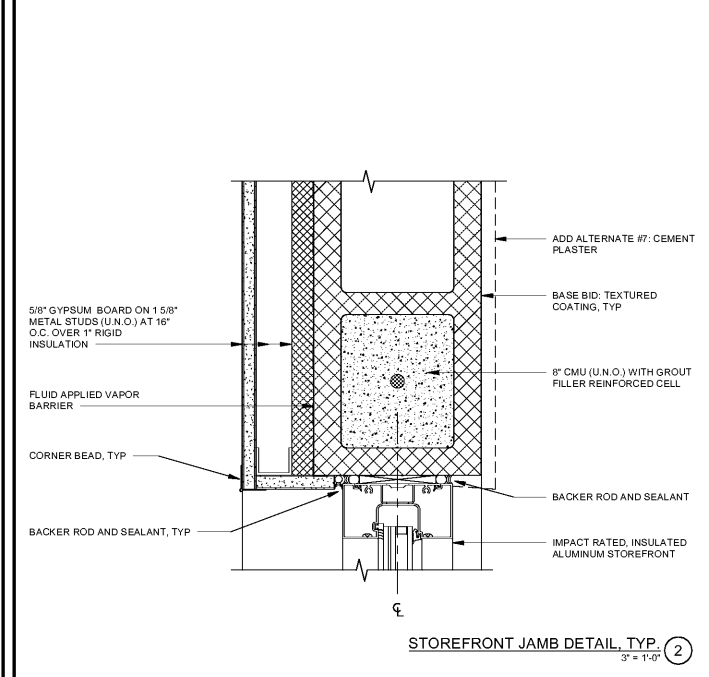 ADD ALTERNATE #7: CEMENT
PLASTER
BASE BID: TEXTURED
COATING, TYP
5/8" GYPSUM BOARD ON 1 5/8"
METAL STUDS (U.N.O.) AT 16"
O.C. OVER 1" RIGID
INSULATION
8" CMU (U.N.O.) WITH GROUT
FILLER REINFORCED CELL
FLUID APPLIED VAPOR
BARRIER
CORNER BEAD, TYP
BACKER ROD AND SEALANT
BACKER ROD AND SEALANT, TYP
IMPACT RATED, INSULATED
ALUMINUM STOREFRONT
℄
STOREFRONT JAMB DETAIL, TYP.
2
3" = 1'-0"